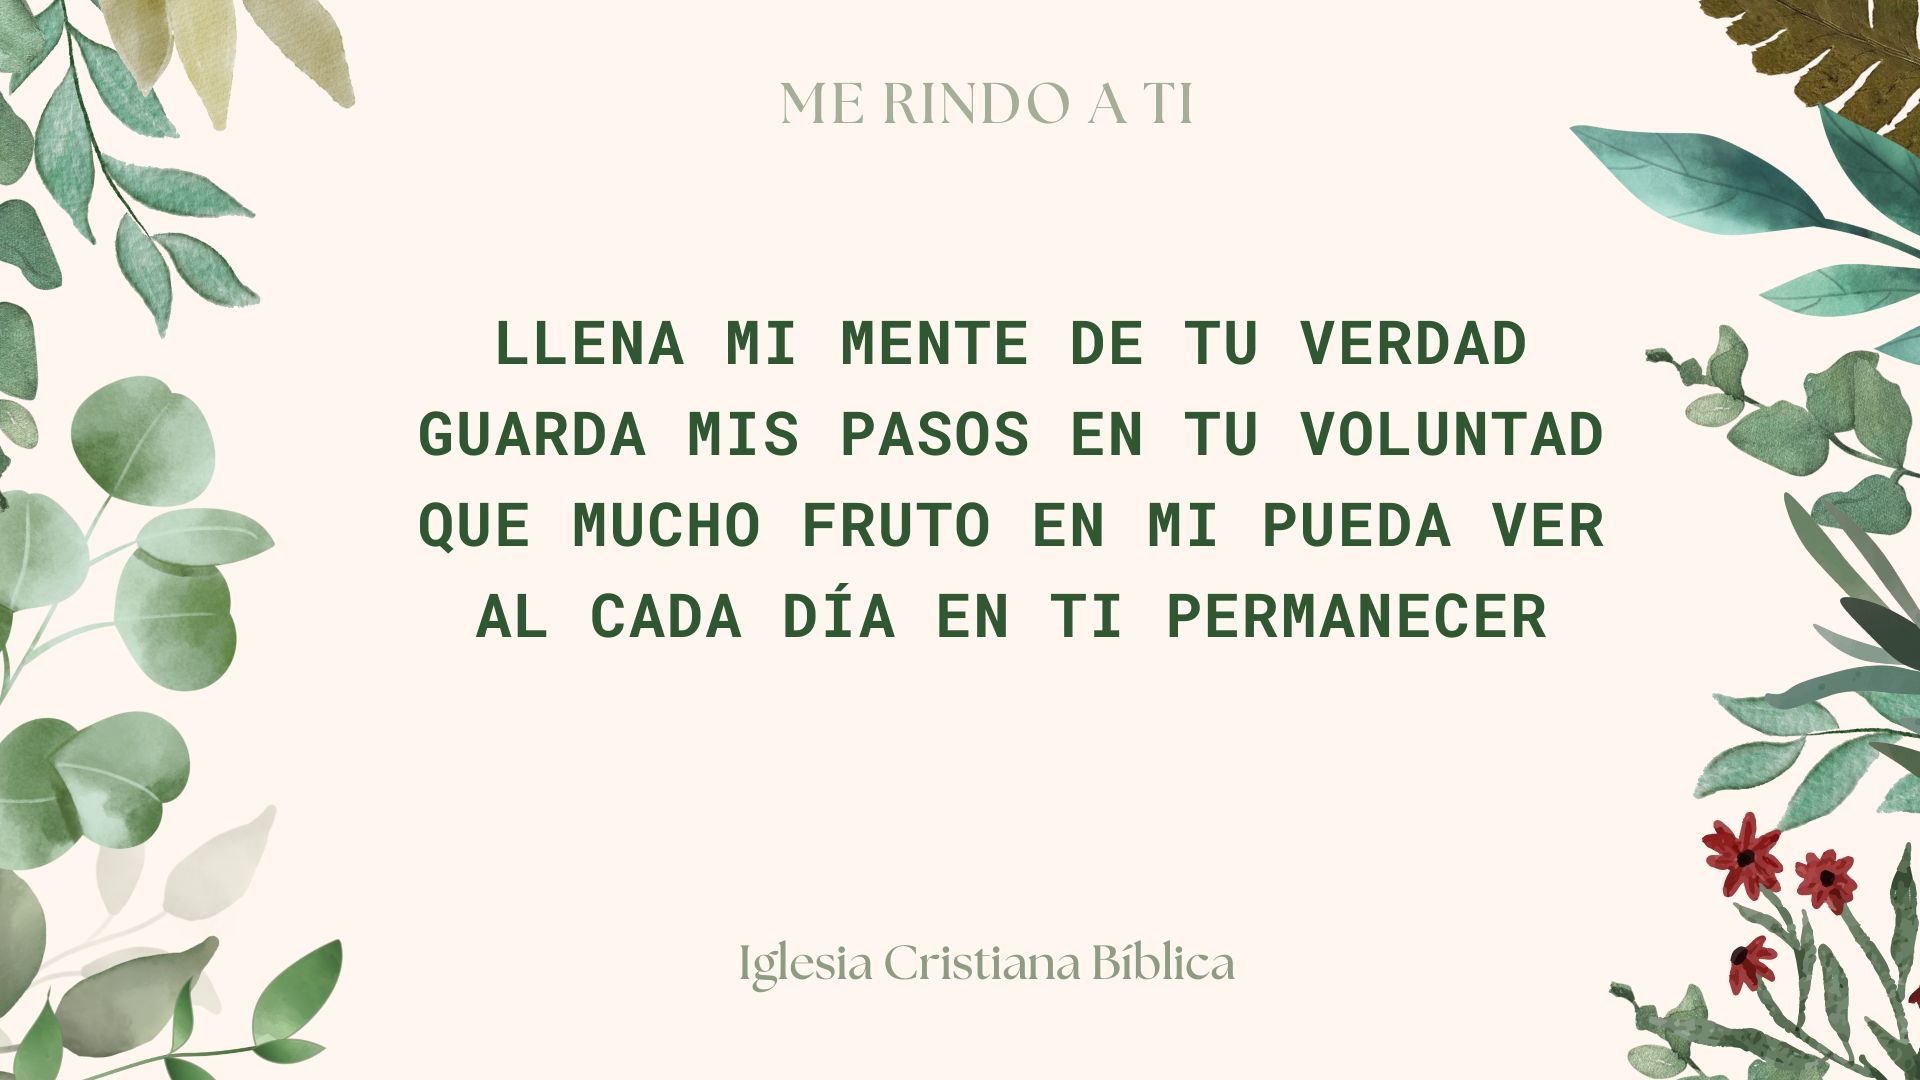 ME RINDO A TI
LLENA MI MENTE DE TU VERDAD
GUARDA MIS PASOS EN TU VOLUNTAD
QUE MUCHO FRUTO EN MI PUEDA VER
AL CADA DÍA EN TI PERMANECER
Iglesia Cristiana Bíblica